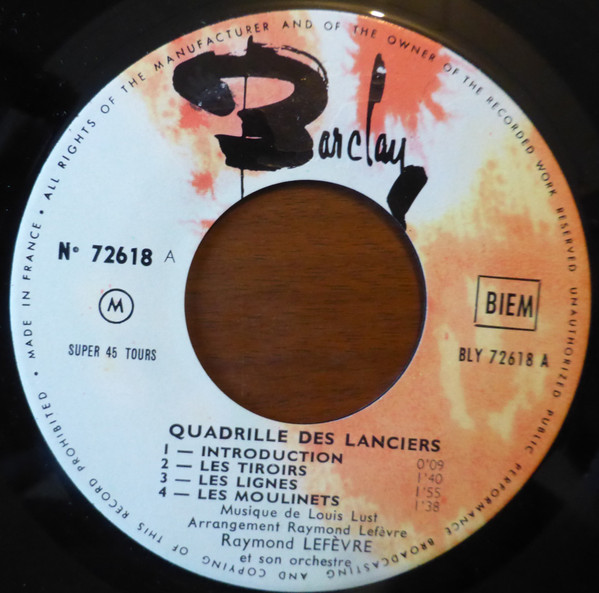 MADE IN FRANCE • ALL RIGHTS OF THE MANUFACTURER AND OF THE OWNER OF THE RECORDED WORK RESERVED UNAUTHORIZED PUBLIC PERFORMANCE BROADCASTING AND COPYING OF THIS RECORD PROHIBITED •
Barclay
N° 72618 A
M
BIEM
SUPER 45 TOURS
BLY 72618 A
QUADRILLE DES LANCIERS
1 — INTRODUCTION 0'09
2 — LES TIROIRS 1'40
3 — LES LIGNES 1'55
4 — LES MOULINETS 1'38
Musique de Louis Lust
Arrangement Raymond Lefèvre
Raymond LEFÈVRE
et son orchestre